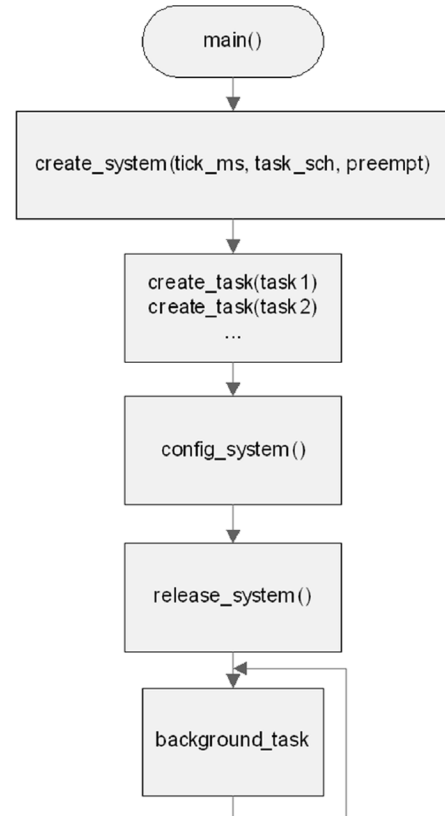 main()
create_system(tick_ms, task_sch, preempt)
create_task(task1)
create_task(task2)
...
config_system()
release_system()
background_task